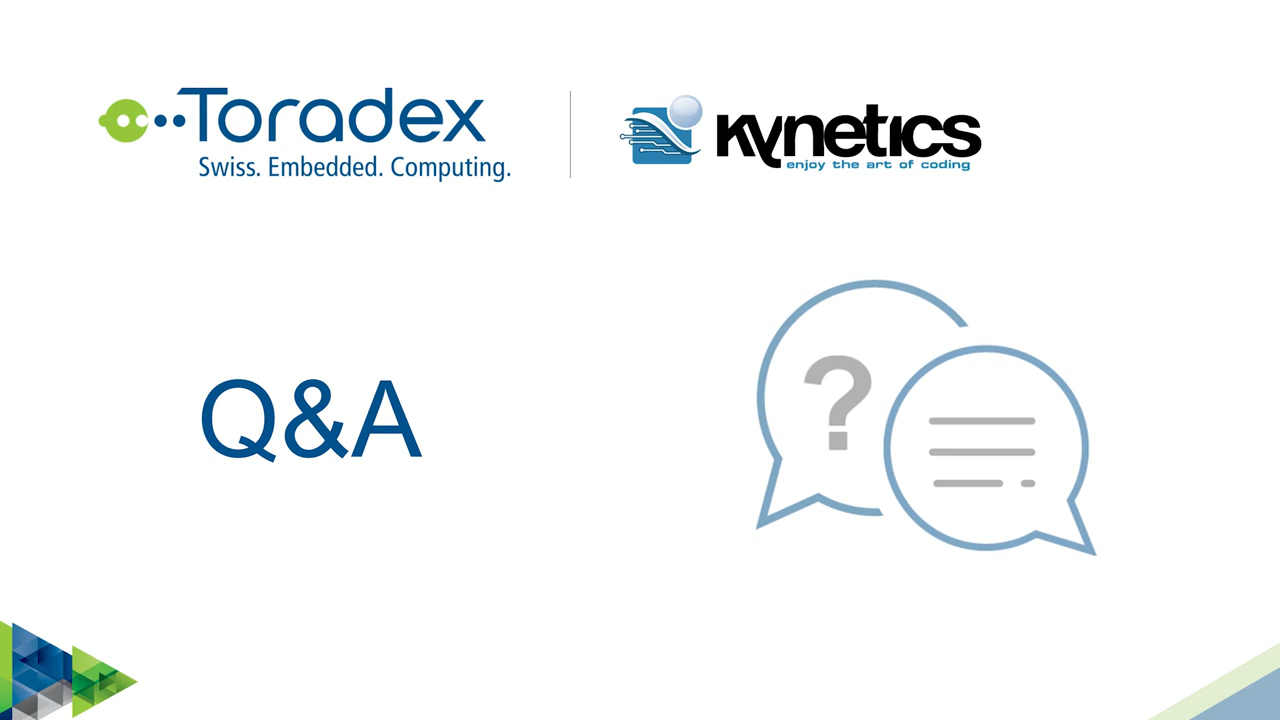 Toradex
Swiss. Embedded. Computing.
kynetics
enjoy the art of coding
Q&A
?